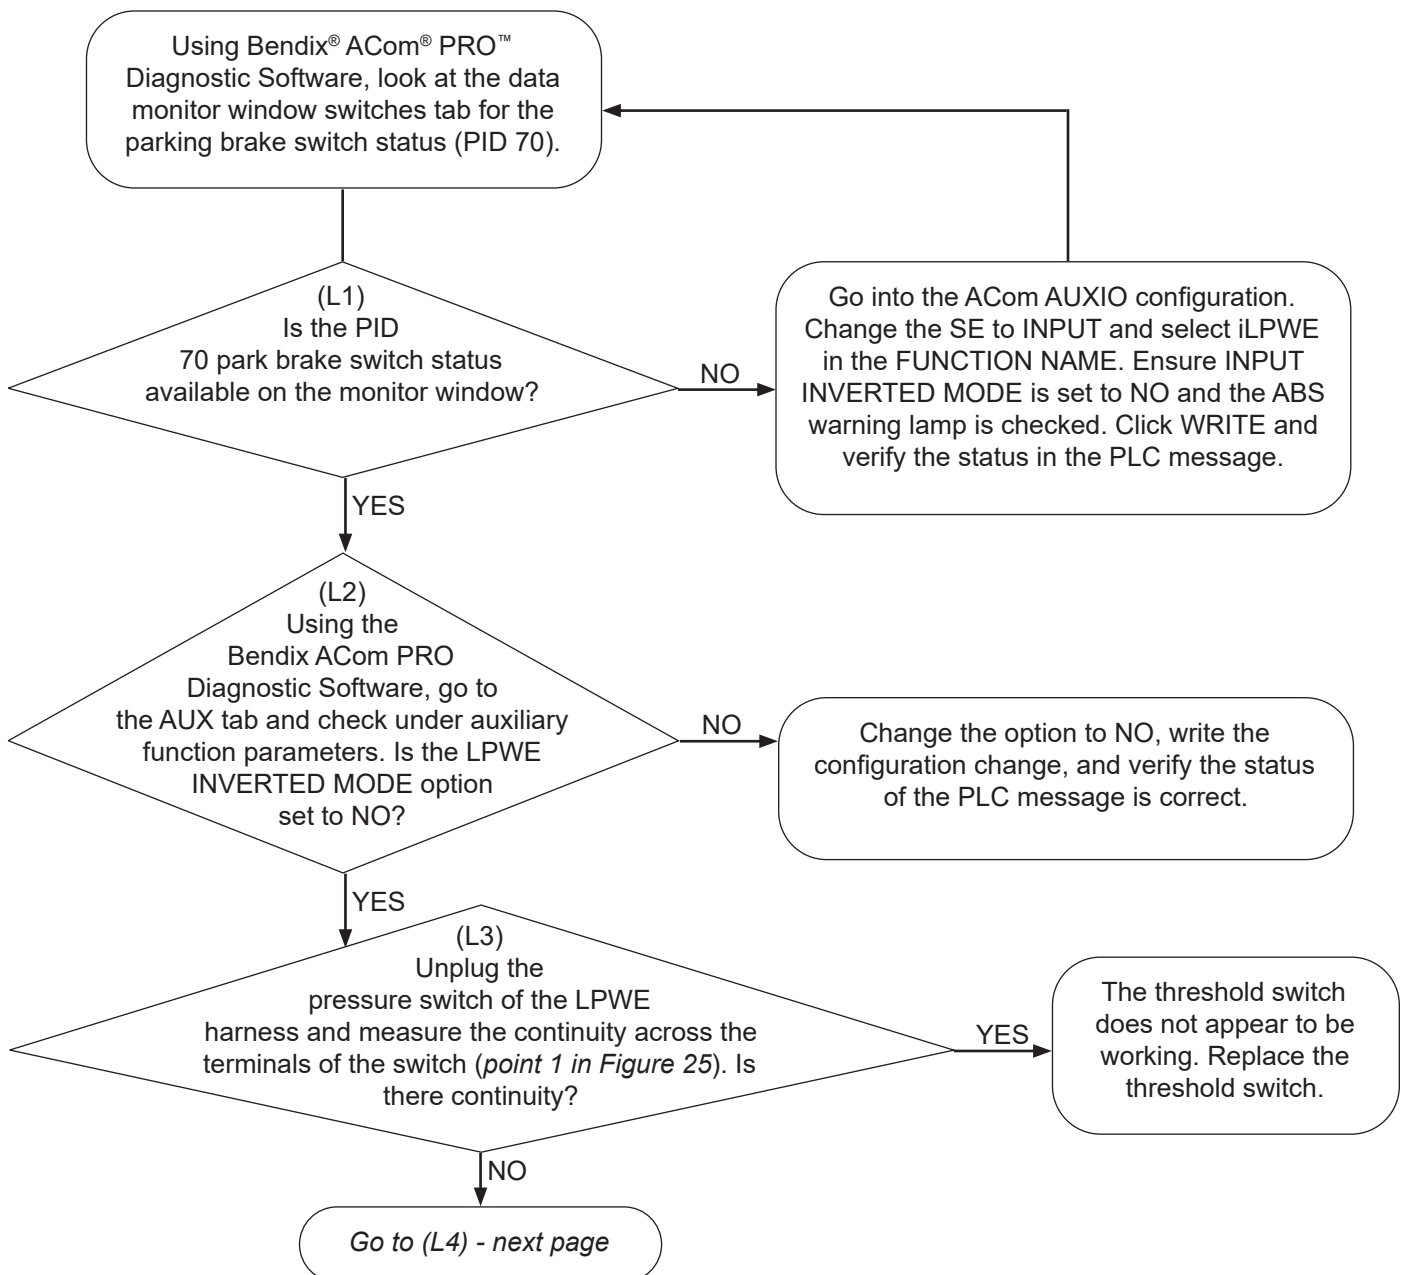 Using Bendix® ACom® PRO™
Diagnostic Software, look at the data
monitor window switches tab for the
parking brake switch status (PID 70).
(L1)
Is the PID
70 park brake switch status
available on the monitor window?
NO
Go into the ACom AUXIO configuration.
Change the SE to INPUT and select iLPWE
in the FUNCTION NAME. Ensure INPUT
INVERTED MODE is set to NO and the ABS
warning lamp is checked. Click WRITE and
verify the status in the PLC message.
YES
(L2)
Using the
Bendix ACom PRO
Diagnostic Software, go to
the AUX tab and check under auxiliary
function parameters. Is the LPWE
INVERTED MODE option
set to NO?
NO
Change the option to NO, write the
configuration change, and verify the status
of the PLC message is correct.
YES
(L3)
Unplug the
pressure switch of the LPWE
harness and measure the continuity across the
terminals of the switch (point 1 in Figure 25). Is
there continuity?
YES
The threshold switch
does not appear to be
working. Replace the
threshold switch.
NO
Go to (L4) - next page